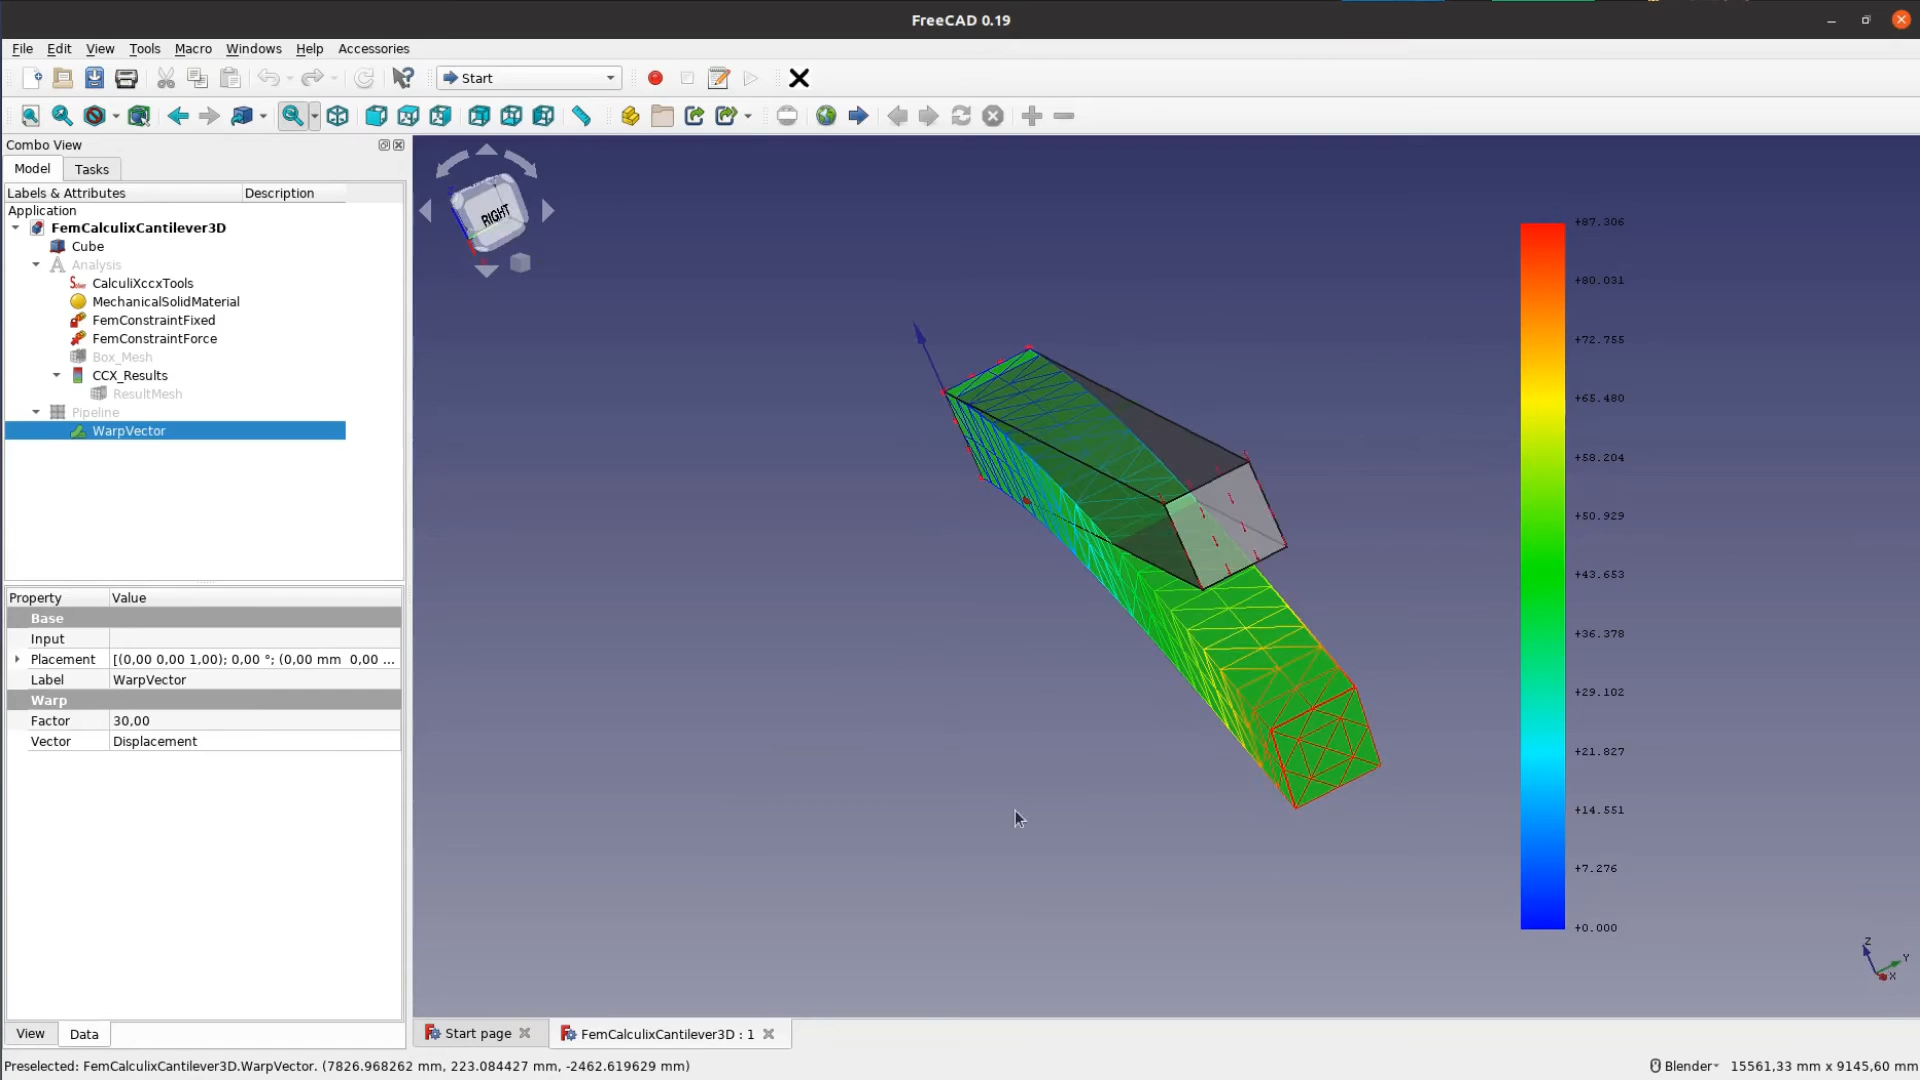 FreeCAD 0.19
File Edit View Tools Macro Windows Help Accessories
Start
Combo View
Model Tasks
Labels & Attributes Description
Application
FemCalculixCantilever3D
Cube
Analysis
CalculiXccxTools
MechanicalSolidMaterial
FemConstraintFixed
FemConstraintForce
Box_Mesh
CCX_Results
ResultMesh
Pipeline
WarpVector
Property Value
Base
Input
Placement [(0,00 0,00 1,00); 0,00 °; (0,00 mm 0,00 ...
Label WarpVector
Warp
Factor 30,00
Vector Displacement
View Data
RIGHT
+87.306
+80.031
+72.755
+65.480
+58.204
+50.929
+43.653
+36.378
+29.102
+21.827
+14.551
+7.276
+0.000
Z
Y
X
Start page
FemCalculixCantilever3D : 1
Preselected: FemCalculixCantilever3D.WarpVector. (7826.968262 mm, 223.084427 mm, -2462.619629 mm)
Blender
15561,33 mm x 9145,60 mm